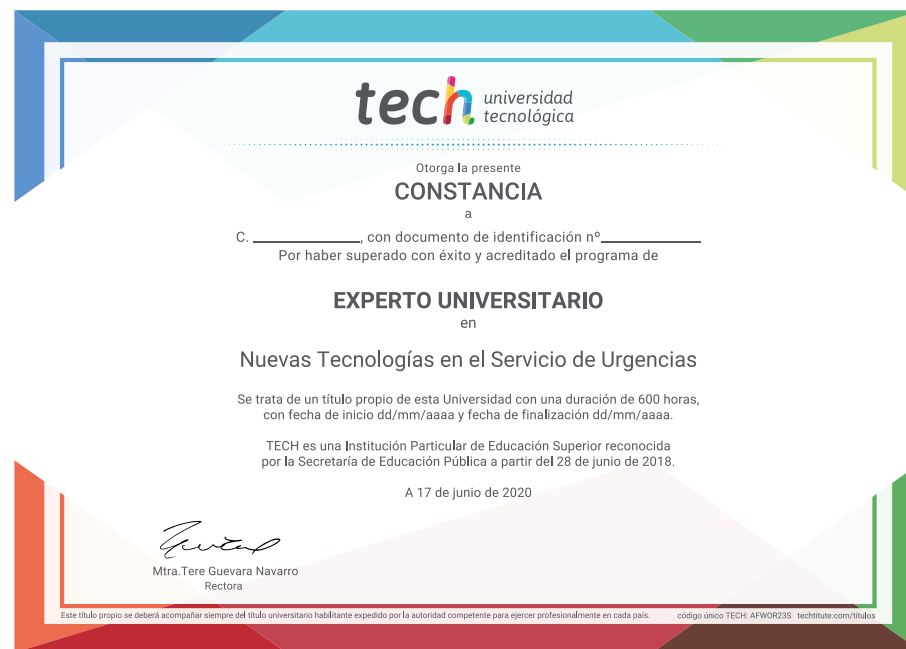 tech universidad
tecnológica
Otorga la presente
CONSTANCIA
a
C. ____________, con documento de identificación nº____________
Por haber superado con éxito y acreditado el programa de
EXPERTO UNIVERSITARIO
en
Nuevas Tecnologías en el Servicio de Urgencias
Se trata de un título propio de esta Universidad con una duración de 600 horas,
con fecha de inicio dd/mm/aaaa y fecha de finalización dd/mm/aaaa.
TECH es una Institución Particular de Educación Superior reconocida
por la Secretaría de Educación Pública a partir del 28 de junio de 2018.
A 17 de junio de 2020
Mtra.Tere Guevara Navarro
Rectora
Este título propio se deberá acompañar siempre del título universitario habilitante expedido por la autoridad competente para ejercer profesionalmente en cada país. código único TECH: AFWOR23S techtitute.com/titulos